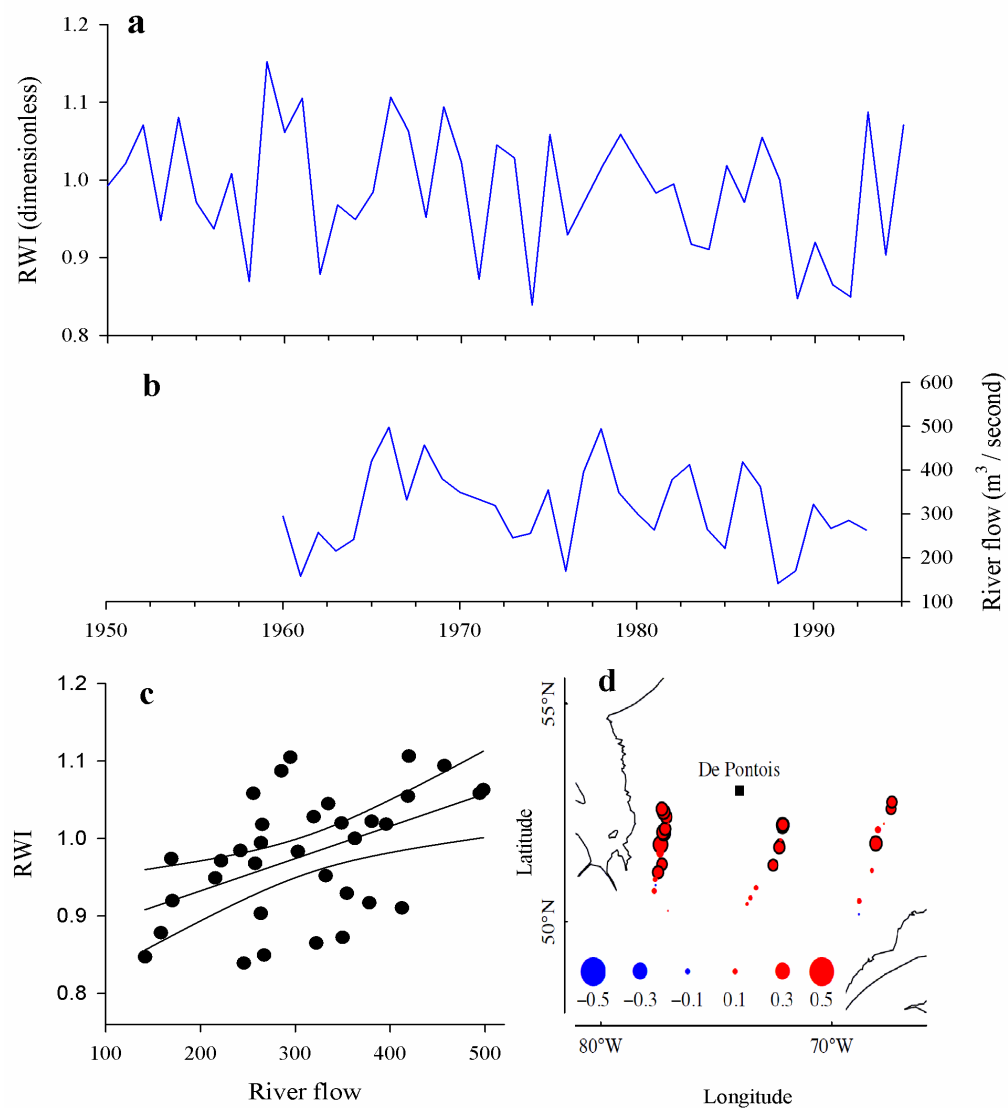 a
1.2
1.1
1.0
0.9
0.8
RWI (dimensionless)
b
600
500
400
300
200
100
River flow (m³ / second)
1950 1960 1970 1980 1990
c
1.2
1.1
1.0
0.9
0.8
RWI
100 200 300 400 500
River flow
d
55°N
50°N
Latitude
De Pontois
−0.5 −0.3 −0.1 0.1 0.3 0.5
80°W 70°W
Longitude